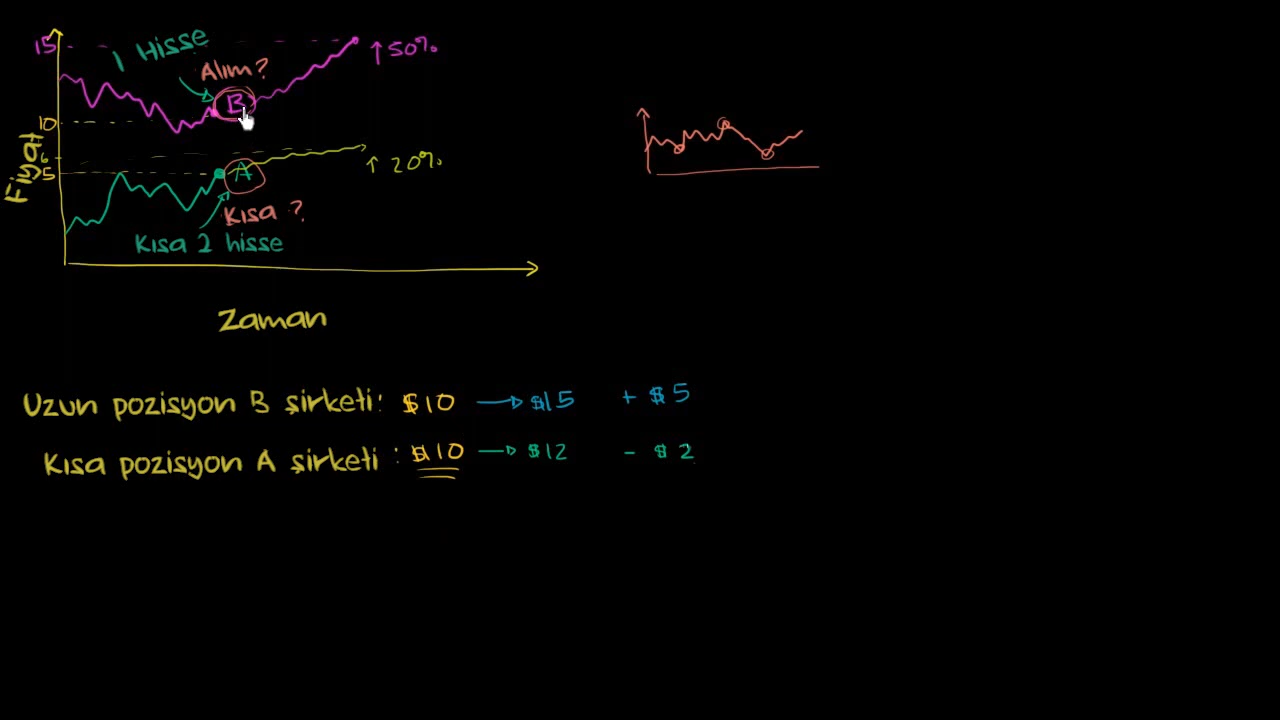 15
1 Hisse
↑ 50%
Alım?
B
10
Fiyat
6
↑ 20%
5
A
Kısa ?
Kısa 2 hisse
Zaman
Uzun pozisyon B şirketi: $10 → $15 + $5
Kısa pozisyon A şirketi : $10 → $12 - $2